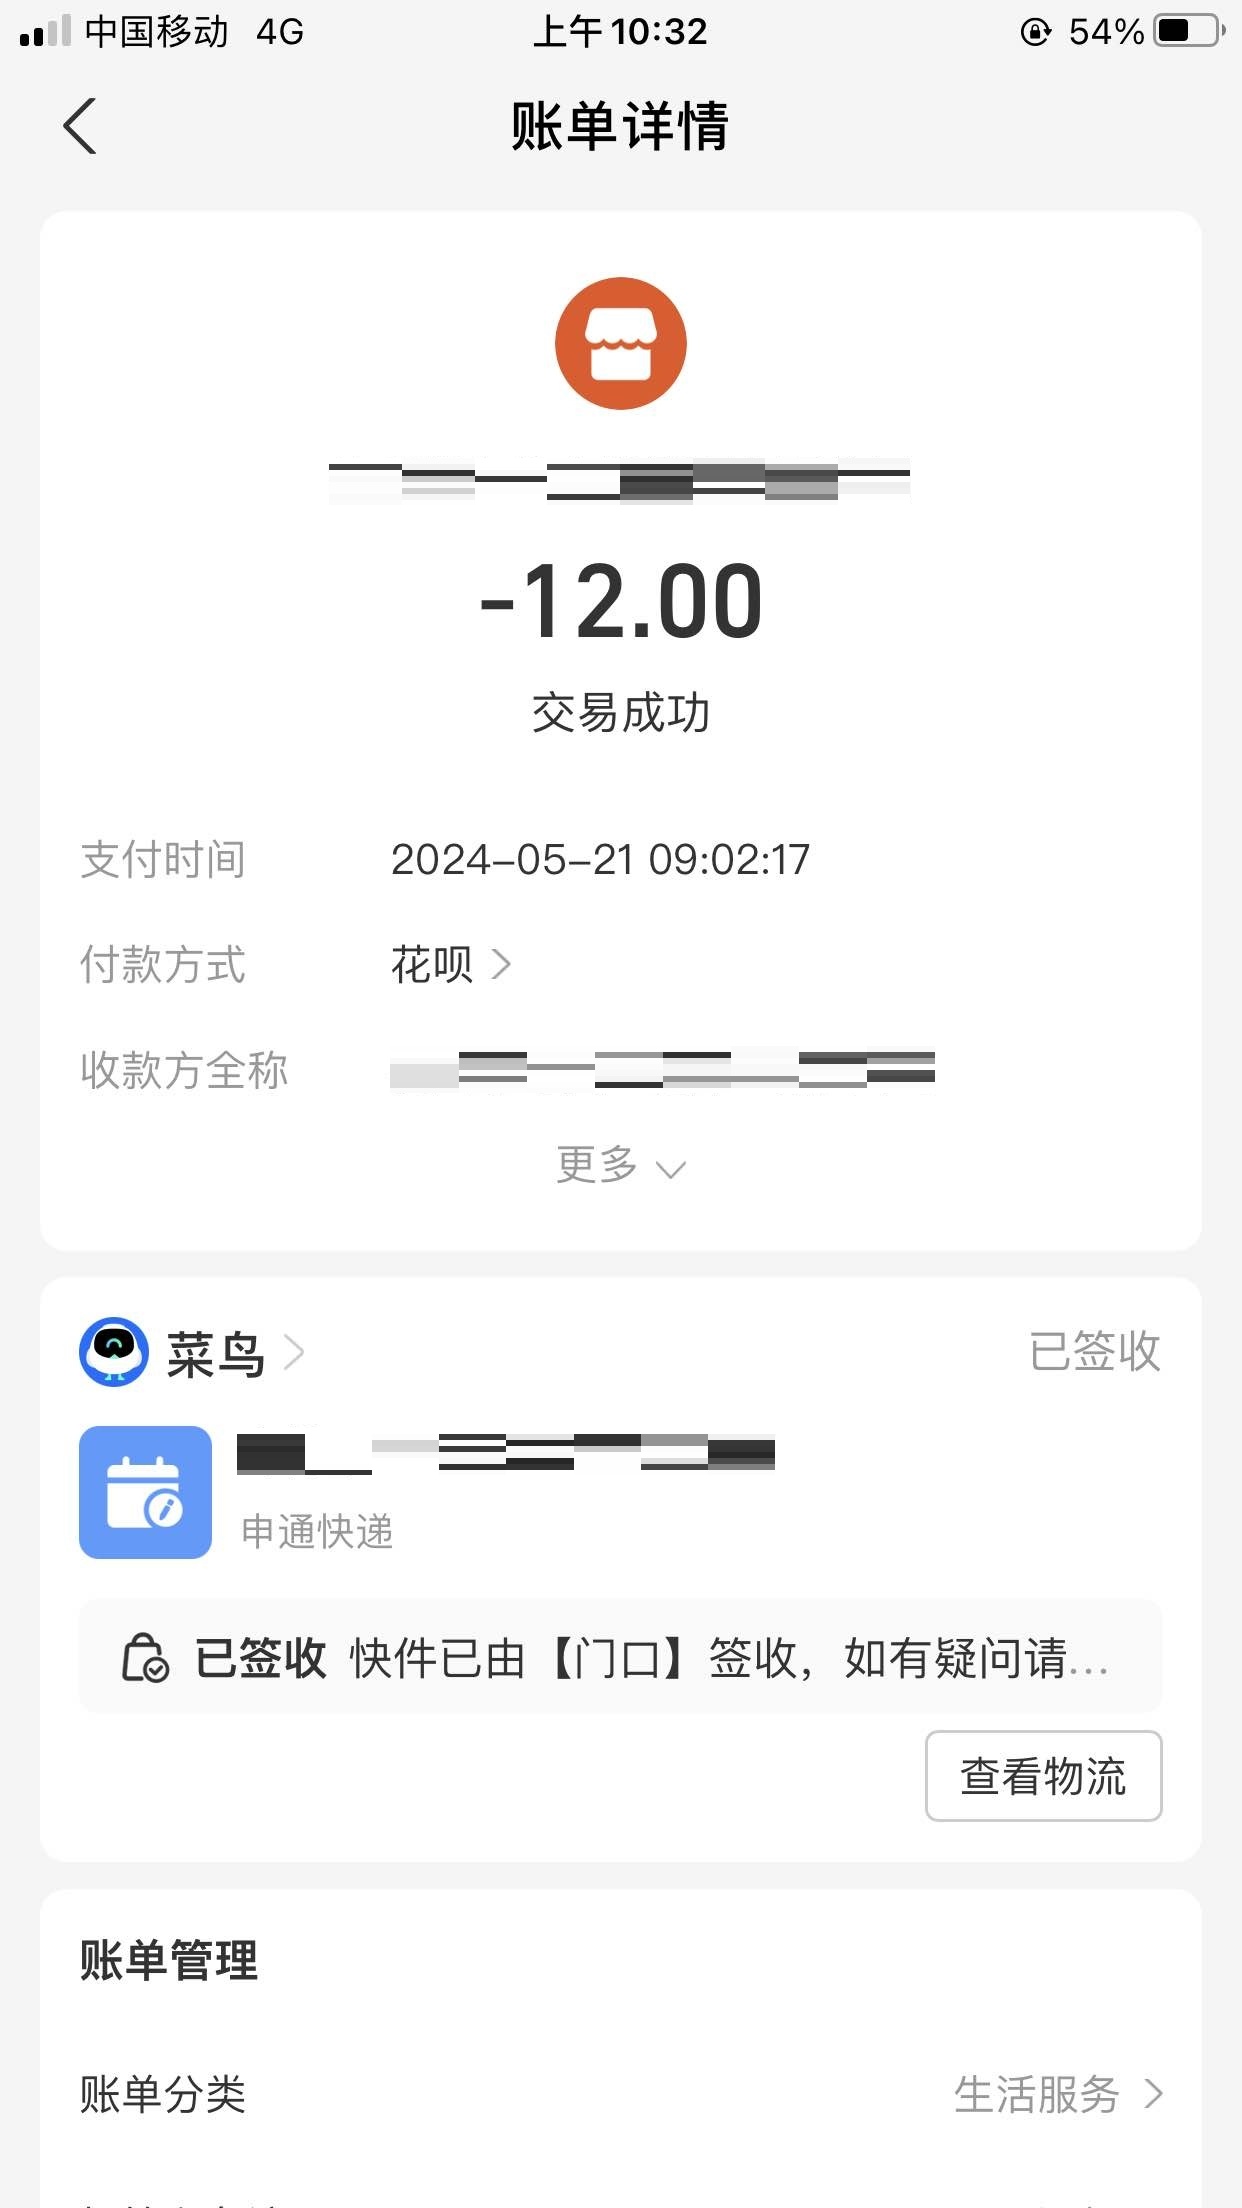 中国移动 4G 上午10:32 54%
账单详情
-12.00
交易成功
支付时间 2024-05-21 09:02:17
付款方式 花呗
收款方全称
更多
菜鸟 已签收
申通快递
已签收 快件已由【门口】签收，如有疑问请...
查看物流
账单管理
账单分类 生活服务